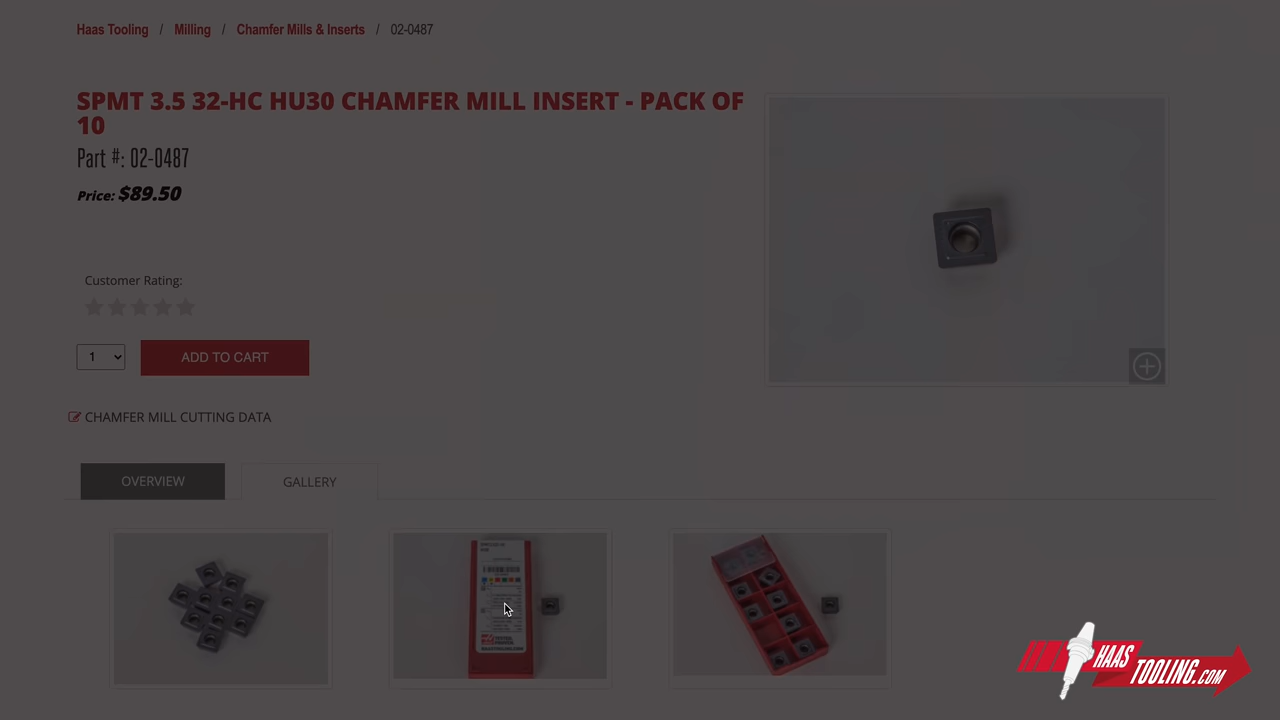 Haas Tooling / Milling / Chamfer Mills & Inserts / 02-0487
SPMT 3.5 32-HC HU30 CHAMFER MILL INSERT - PACK OF
10
Part #: 02-0487
Price: $89.50
Customer Rating:
1
ADD TO CART
CHAMFER MILL CUTTING DATA
OVERVIEW
GALLERY
HAAS
TOOLING.COM